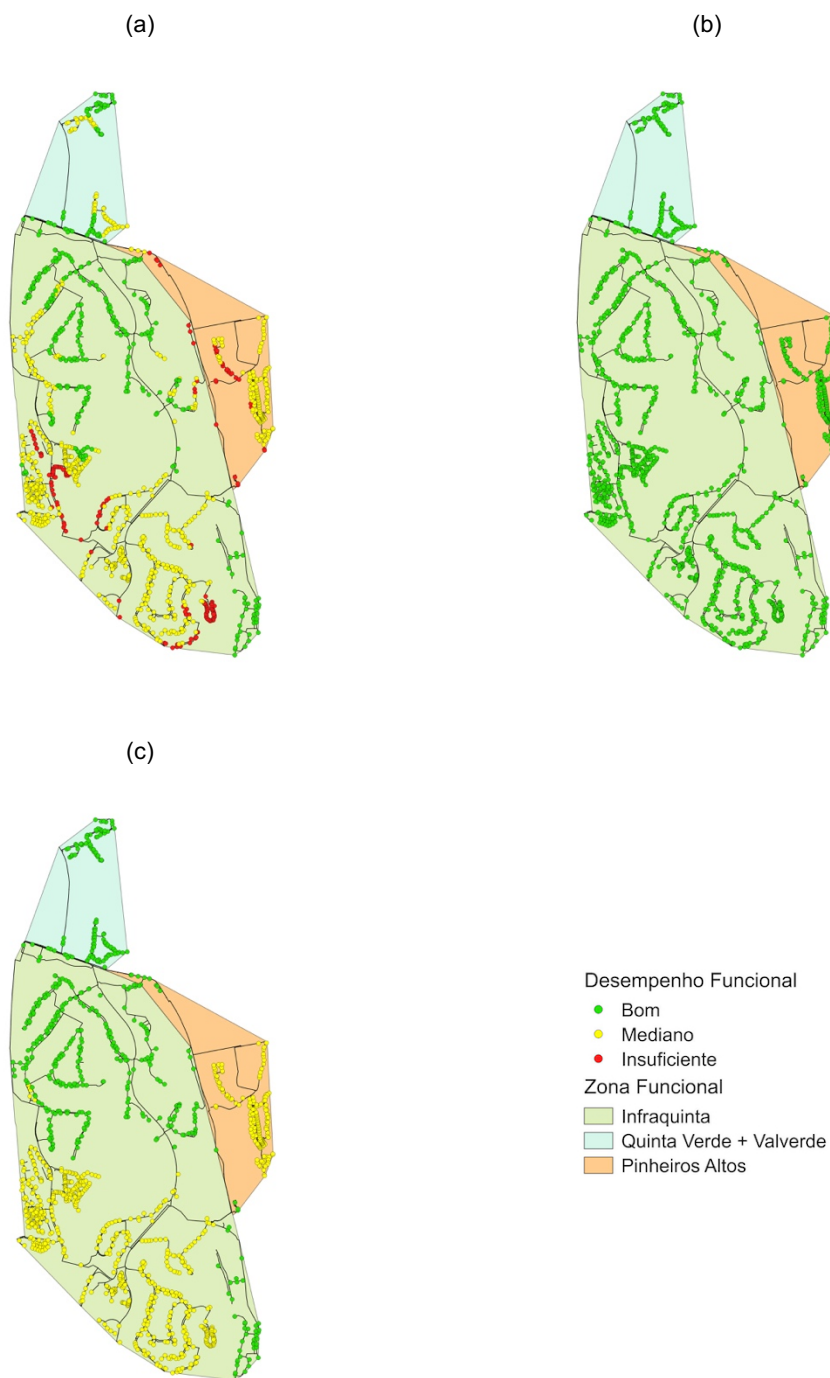 (a)
(b)
(c)
Desempenho Funcional
Bom
Mediano
Insuficiente
Zona Funcional
Infraquinta
Quinta Verde + Valverde
Pinheiros Altos